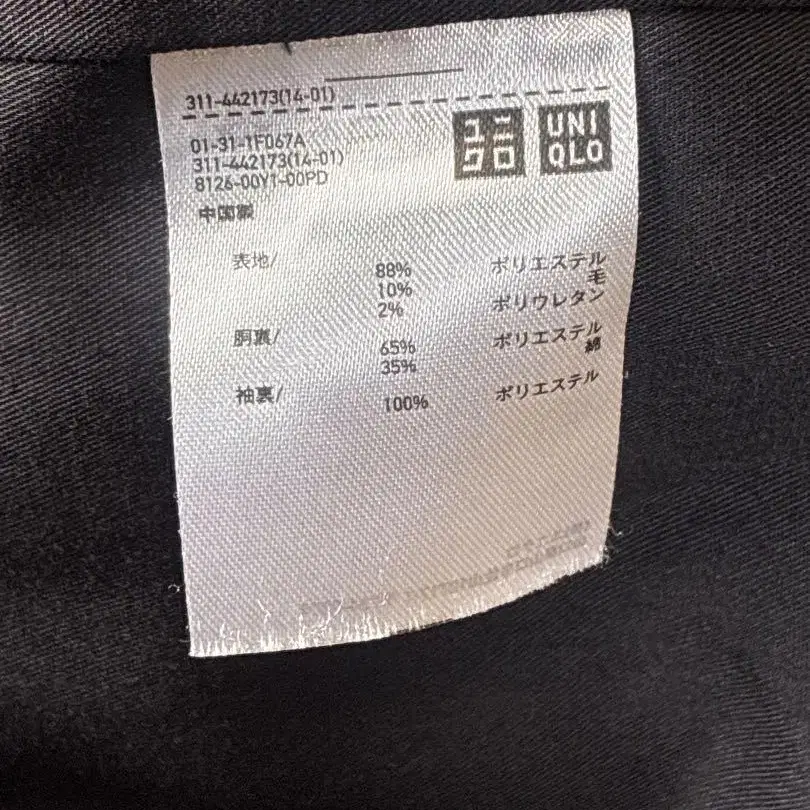 311-442173(14-01)
ユニ
クロ
UNI
QLO
01-31-1F067A
311-442173(14-01)
8126-00Y1-00PD
中国製
表地/
88% ポリエステル
10% 毛
2% ポリウレタン
胴裏/
65% ポリエステル
35% 綿
袖裏/
100% ポリエステル